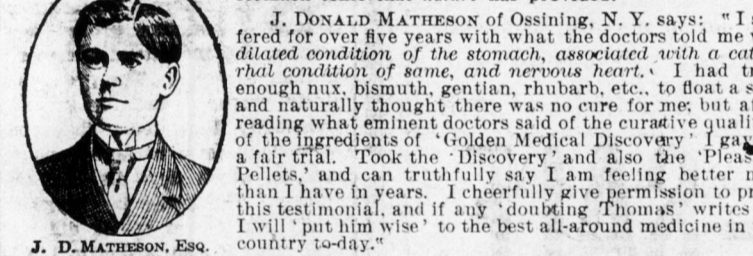 J. DONALD MATHESON of Ossining, N. Y. says: "I
fered for over five years with what the doctors told me
dilated condition of the stomach, associated with a cat
rhal condition of same, and nervous heart. I had t
enough nux, bismuth, gentian, rhubarb, etc., to float a s
and naturally thought there was no cure for me; but a
reading what eminent doctors said of the curative quali
of the ingredients of 'Golden Medical Discovery' I ga
a fair trial. Took the 'Discovery' and also the 'Pleas
Pellets,' and can truthfully say I am feeling better n
than I have in years. I cheerfully give permission to pr
this testimonial, and if any 'doubting Thomas' writes
I will 'put him wise' to the best all-around medicine in
country to-day."
J. D. MATHESON, ESQ.